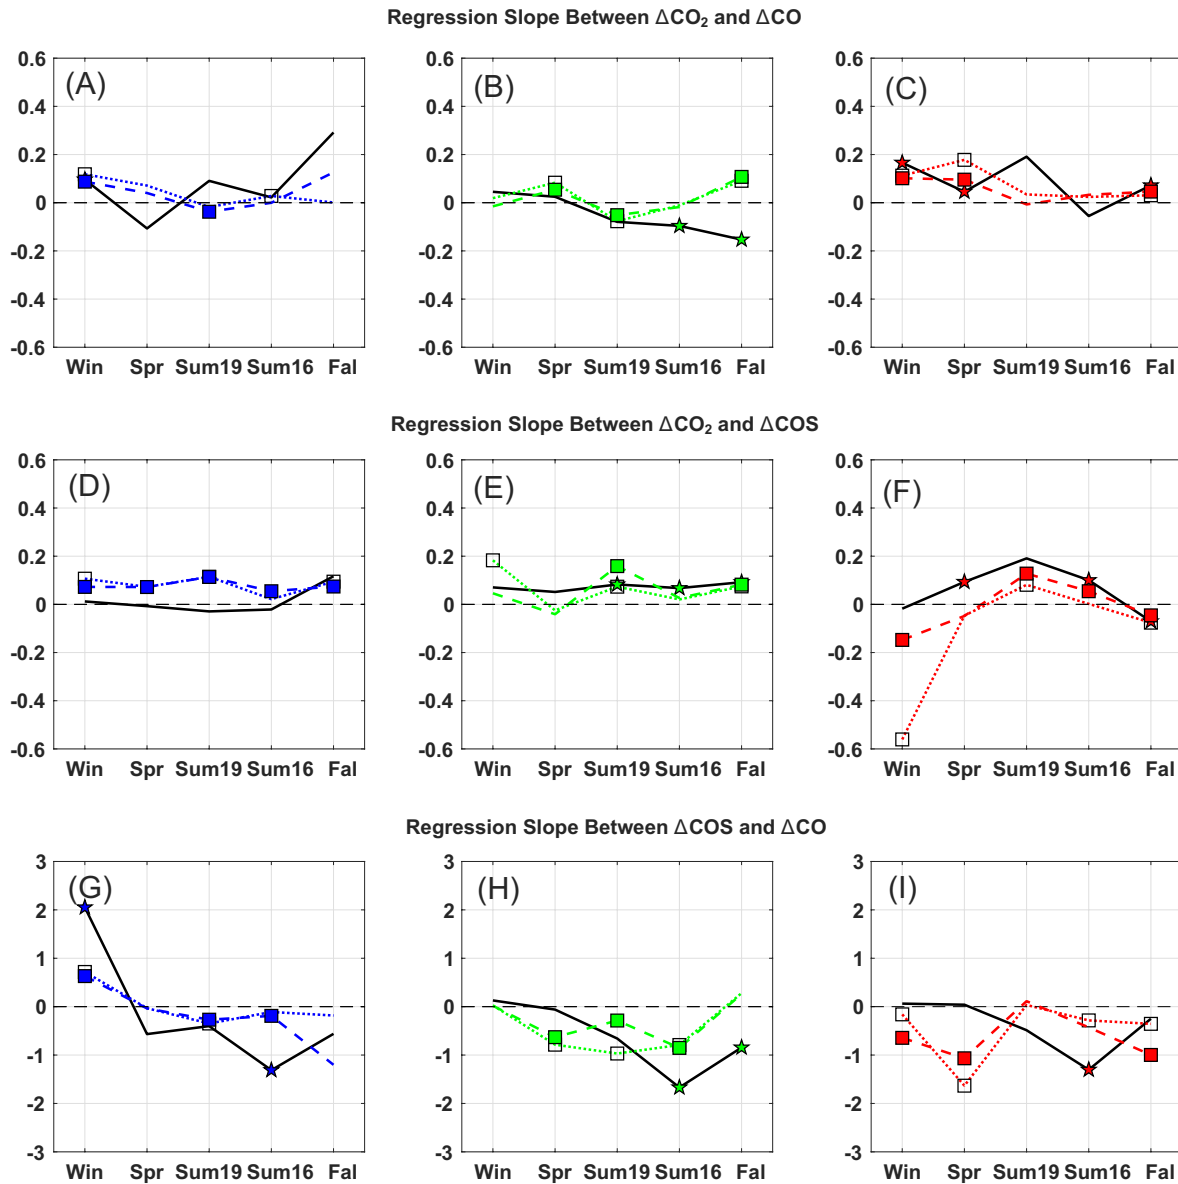 Regression Slope Between ΔCO₂ and ΔCO
(A) (B) (C)
0.6 0.6 0.6
0.4 0.4 0.4
0.2 0.2 0.2
0 0 0
-0.2 -0.2 -0.2
-0.4 -0.4 -0.4
-0.6 -0.6 -0.6
Win Spr Sum19 Sum16 Fal Win Spr Sum19 Sum16 Fal Win Spr Sum19 Sum16 Fal
Regression Slope Between ΔCO₂ and ΔCOS
(D) (E) (F)
0.6 0.6 0.6
0.4 0.4 0.4
0.2 0.2 0.2
0 0 0
-0.2 -0.2 -0.2
-0.4 -0.4 -0.4
-0.6 -0.6 -0.6
Win Spr Sum19 Sum16 Fal Win Spr Sum19 Sum16 Fal Win Spr Sum19 Sum16 Fal
Regression Slope Between ΔCOS and ΔCO
(G) (H) (I)
3 3 3
2 2 2
1 1 1
0 0 0
-1 -1 -1
-2 -2 -2
-3 -3 -3
Win Spr Sum19 Sum16 Fal Win Spr Sum19 Sum16 Fal Win Spr Sum19 Sum16 Fal